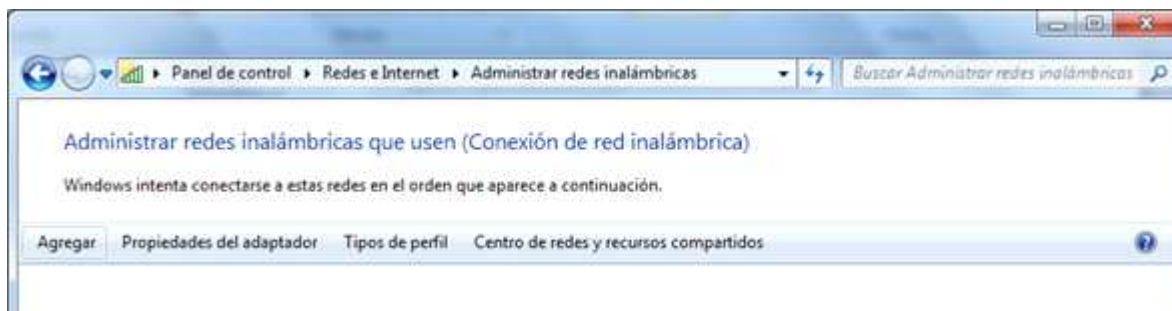 Panel de control ▸ Redes e Internet ▸ Administrar redes inalámbricas
Buscar Administrar redes inalámbricas
Administrar redes inalámbricas que usen (Conexión de red inalámbrica)
Windows intenta conectarse a estas redes en el orden que aparece a continuación.
Agregar Propiedades del adaptador Tipos de perfil Centro de redes y recursos compartidos